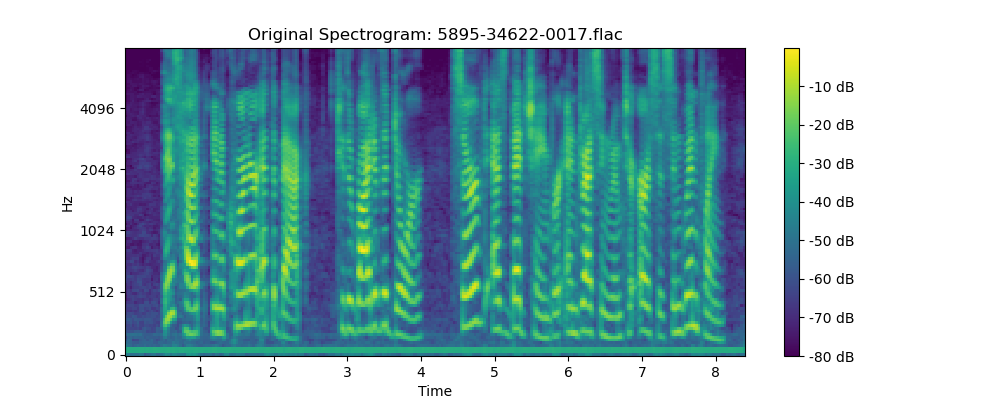 Original Spectrogram: 5895-34622-0017.flac
Hz
4096
2048
1024
512
0
0 1 2 3 4 5 6 7 8
Time
-10 dB
-20 dB
-30 dB
-40 dB
-50 dB
-60 dB
-70 dB
-80 dB